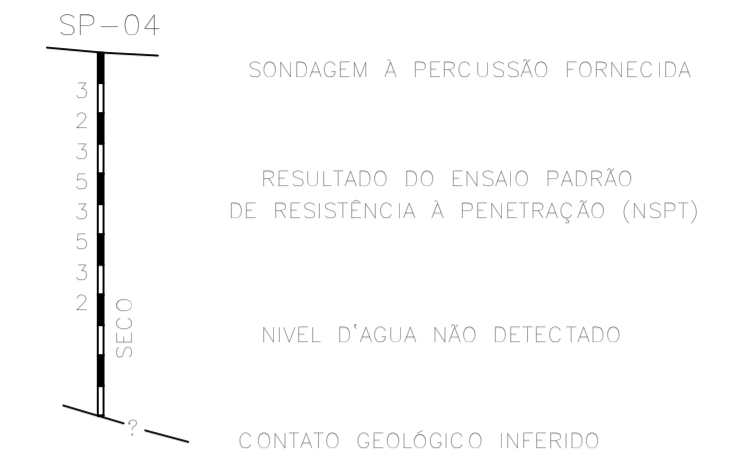 SP-04
SONDAGEM À PERCUSSÃO FORNECIDA
3
2
3
5
3
5
3
2
RESULTADO DO ENSAIO PADRÃO
DE RESISTÊNCIA À PENETRAÇÃO (NSPT)
SECO
NIVEL D'AGUA NÃO DETECTADO
?
CONTATO GEOLÓGICO INFERIDO